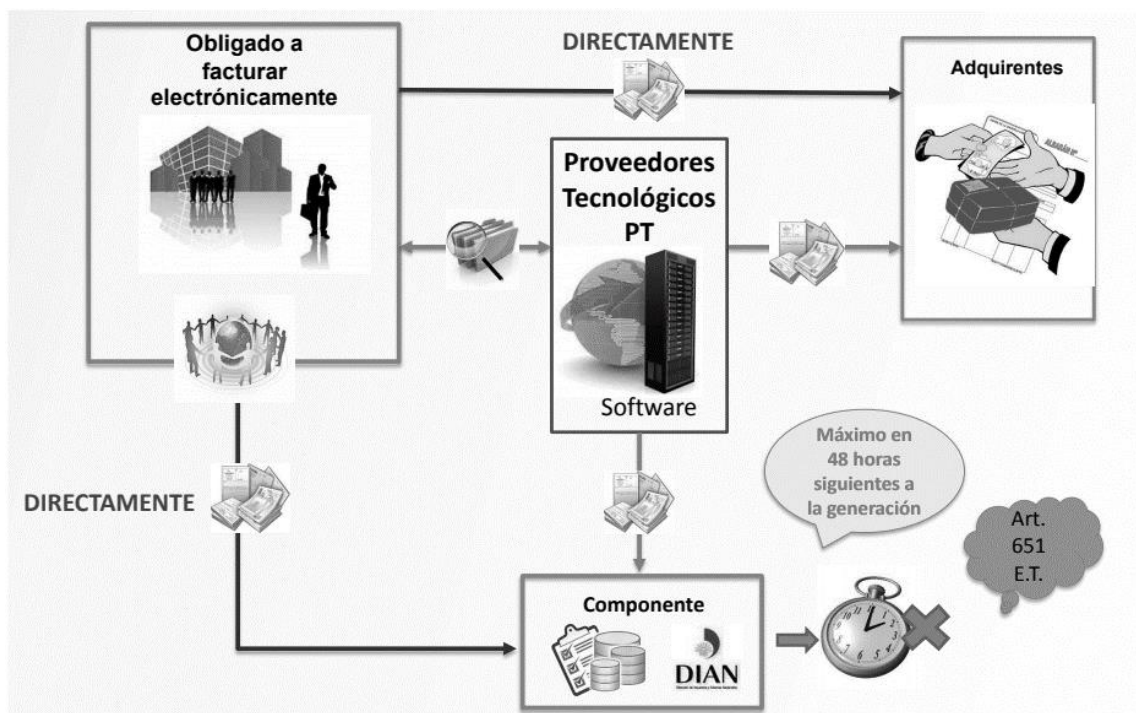 Obligado a
facturar
electrónicamente
DIRECTAMENTE
Adquirentes
Proveedores
Tecnológicos
PT
Software
DIRECTAMENTE
Máximo en
48 horas
siguientes a
la generación
Art.
651
E.T.
Componente
DIAN